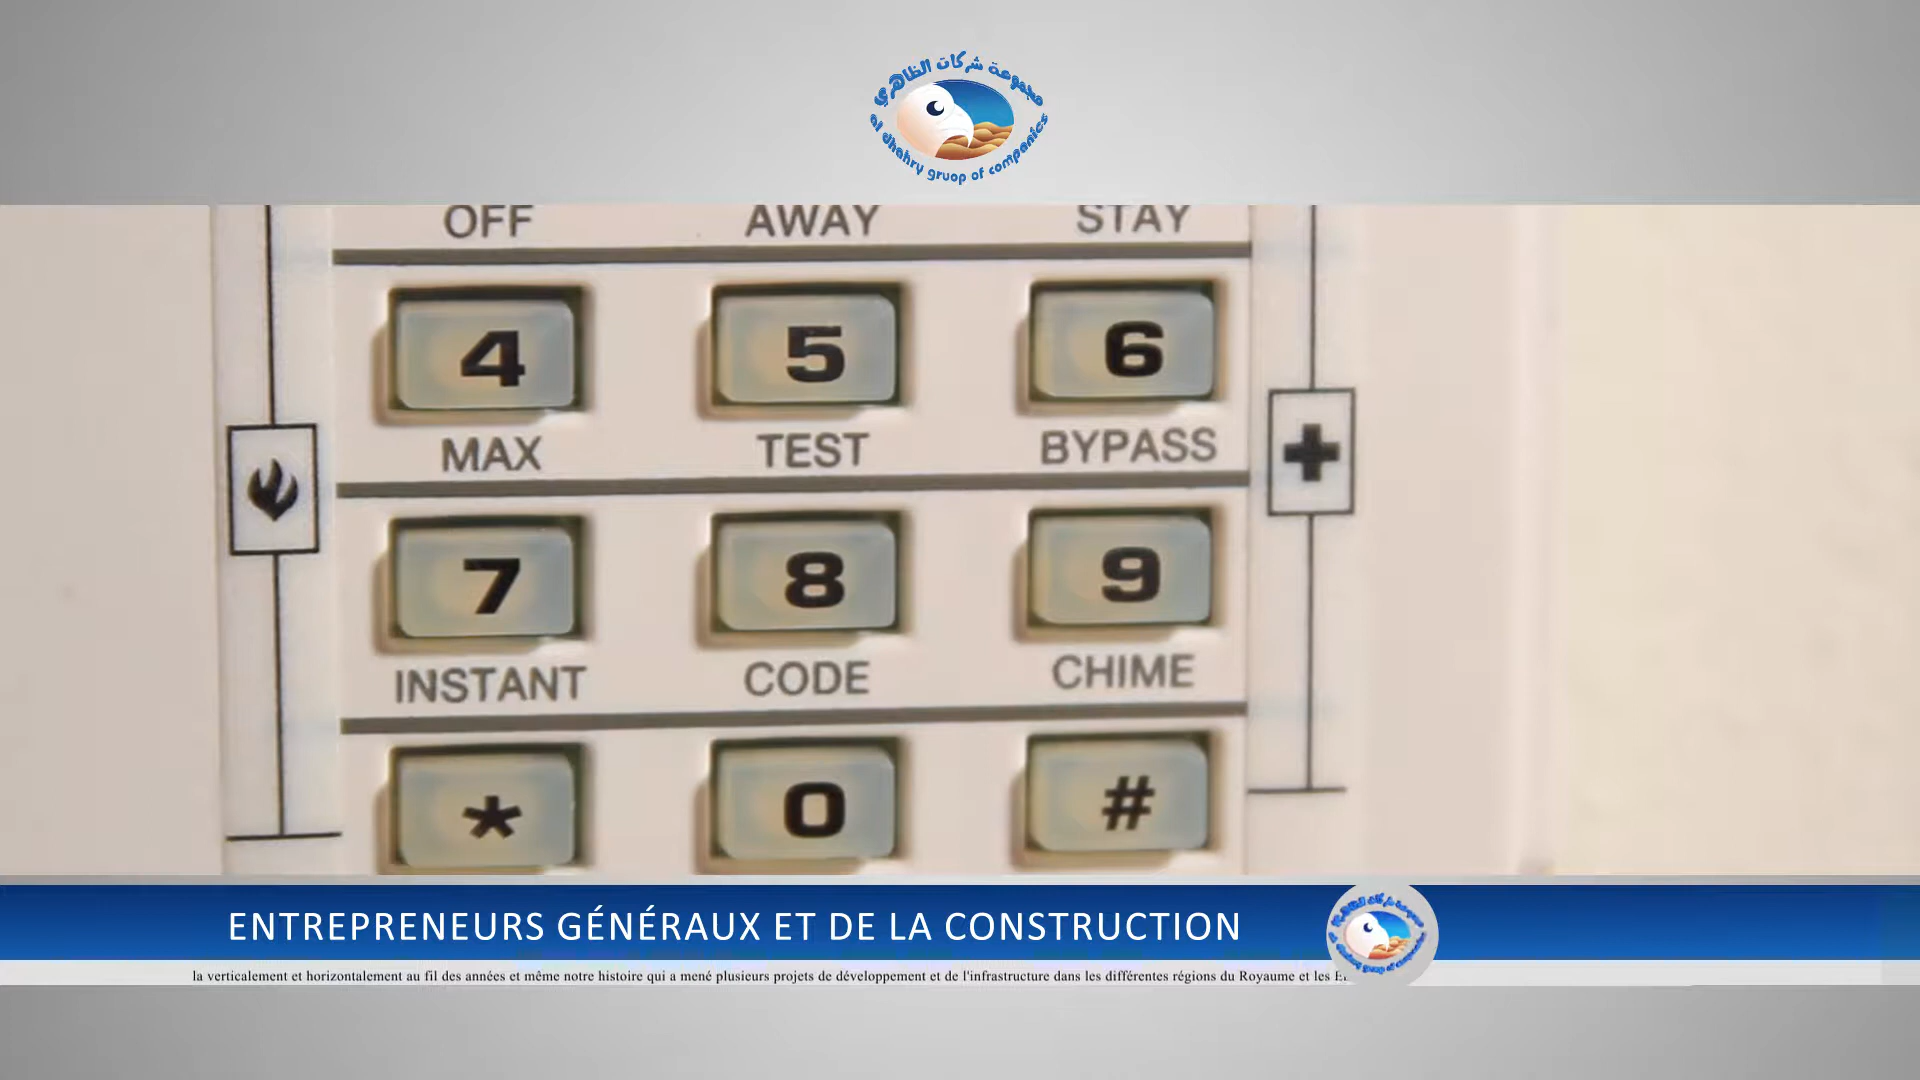 مجموعة شركات الظاهري
al dhahry gruop of companies
OFF AWAY STAY
4 5 6
MAX TEST BYPASS
7 8 9
INSTANT CODE CHIME
* 0 #
ENTREPRENEURS GÉNÉRAUX ET DE LA CONSTRUCTION
la verticalement et horizontalement au fil des années et même notre histoire qui a mené plusieurs projets de développement et de l'infrastructure dans les différentes régions du Royaume et les